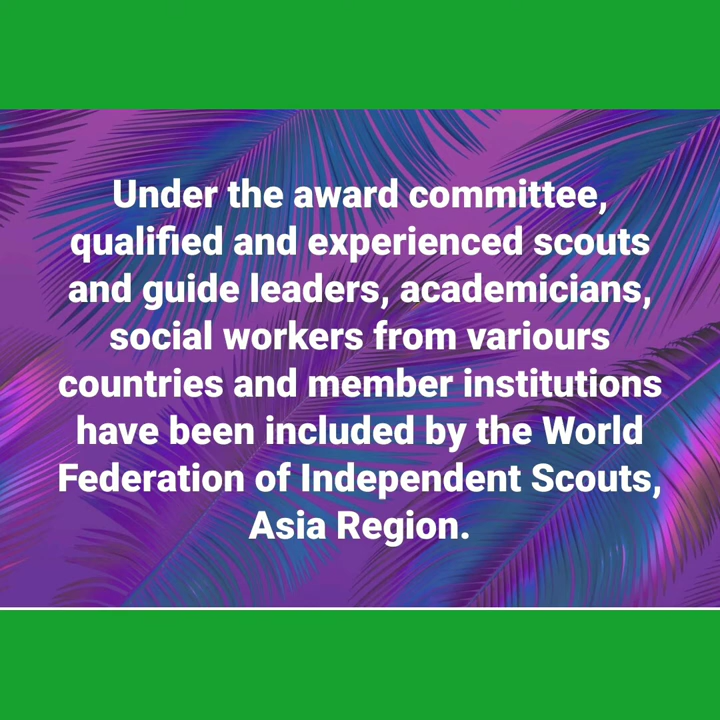 Under the award committee,
qualified and experienced scouts
and guide leaders, academicians,
social workers from variours
countries and member institutions
have been included by the World
Federation of Independent Scouts,
Asia Region.